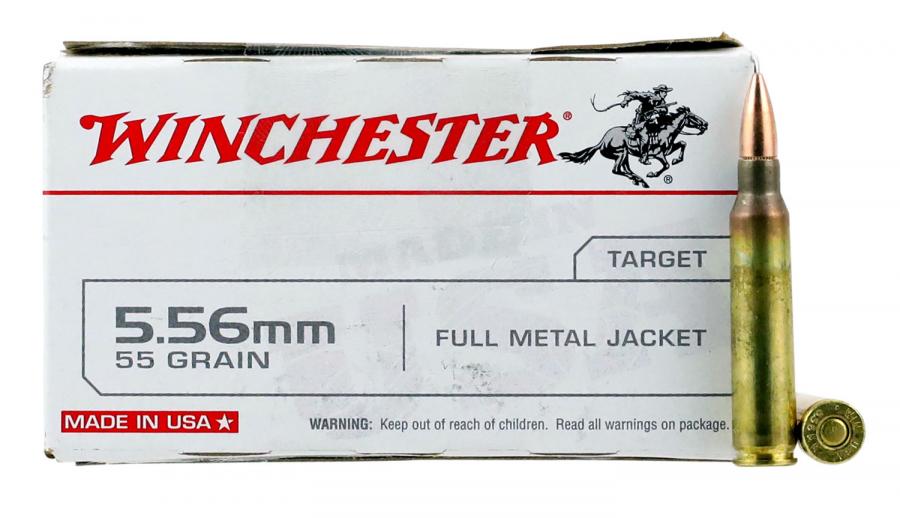 WINCHESTER®
®
TARGET
5.56mm
55 GRAIN
FULL METAL JACKET
MADE IN USA
WARNING: Keep out of reach of children. Read all warnings on package.